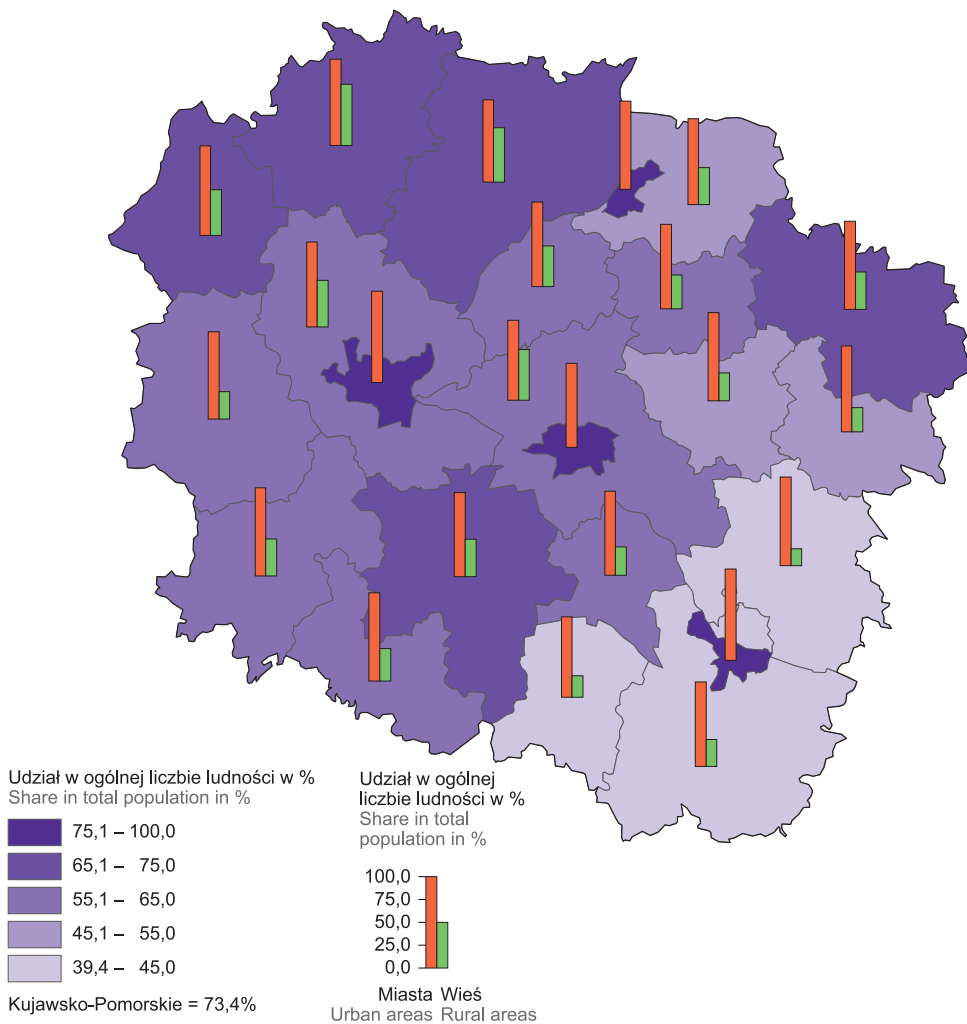 Udział w ogólnej liczbie ludności w %
Share in total population in %
75,1 – 100,0
65,1 – 75,0
55,1 – 65,0
45,1 – 55,0
39,4 – 45,0
Kujawsko-Pomorskie = 73,4%
Udział w ogólnej
liczbie ludności w %
Share in total
population in %
100,0
75,0
50,0
25,0
0,0
Miasta Wieś
Urban areas Rural areas